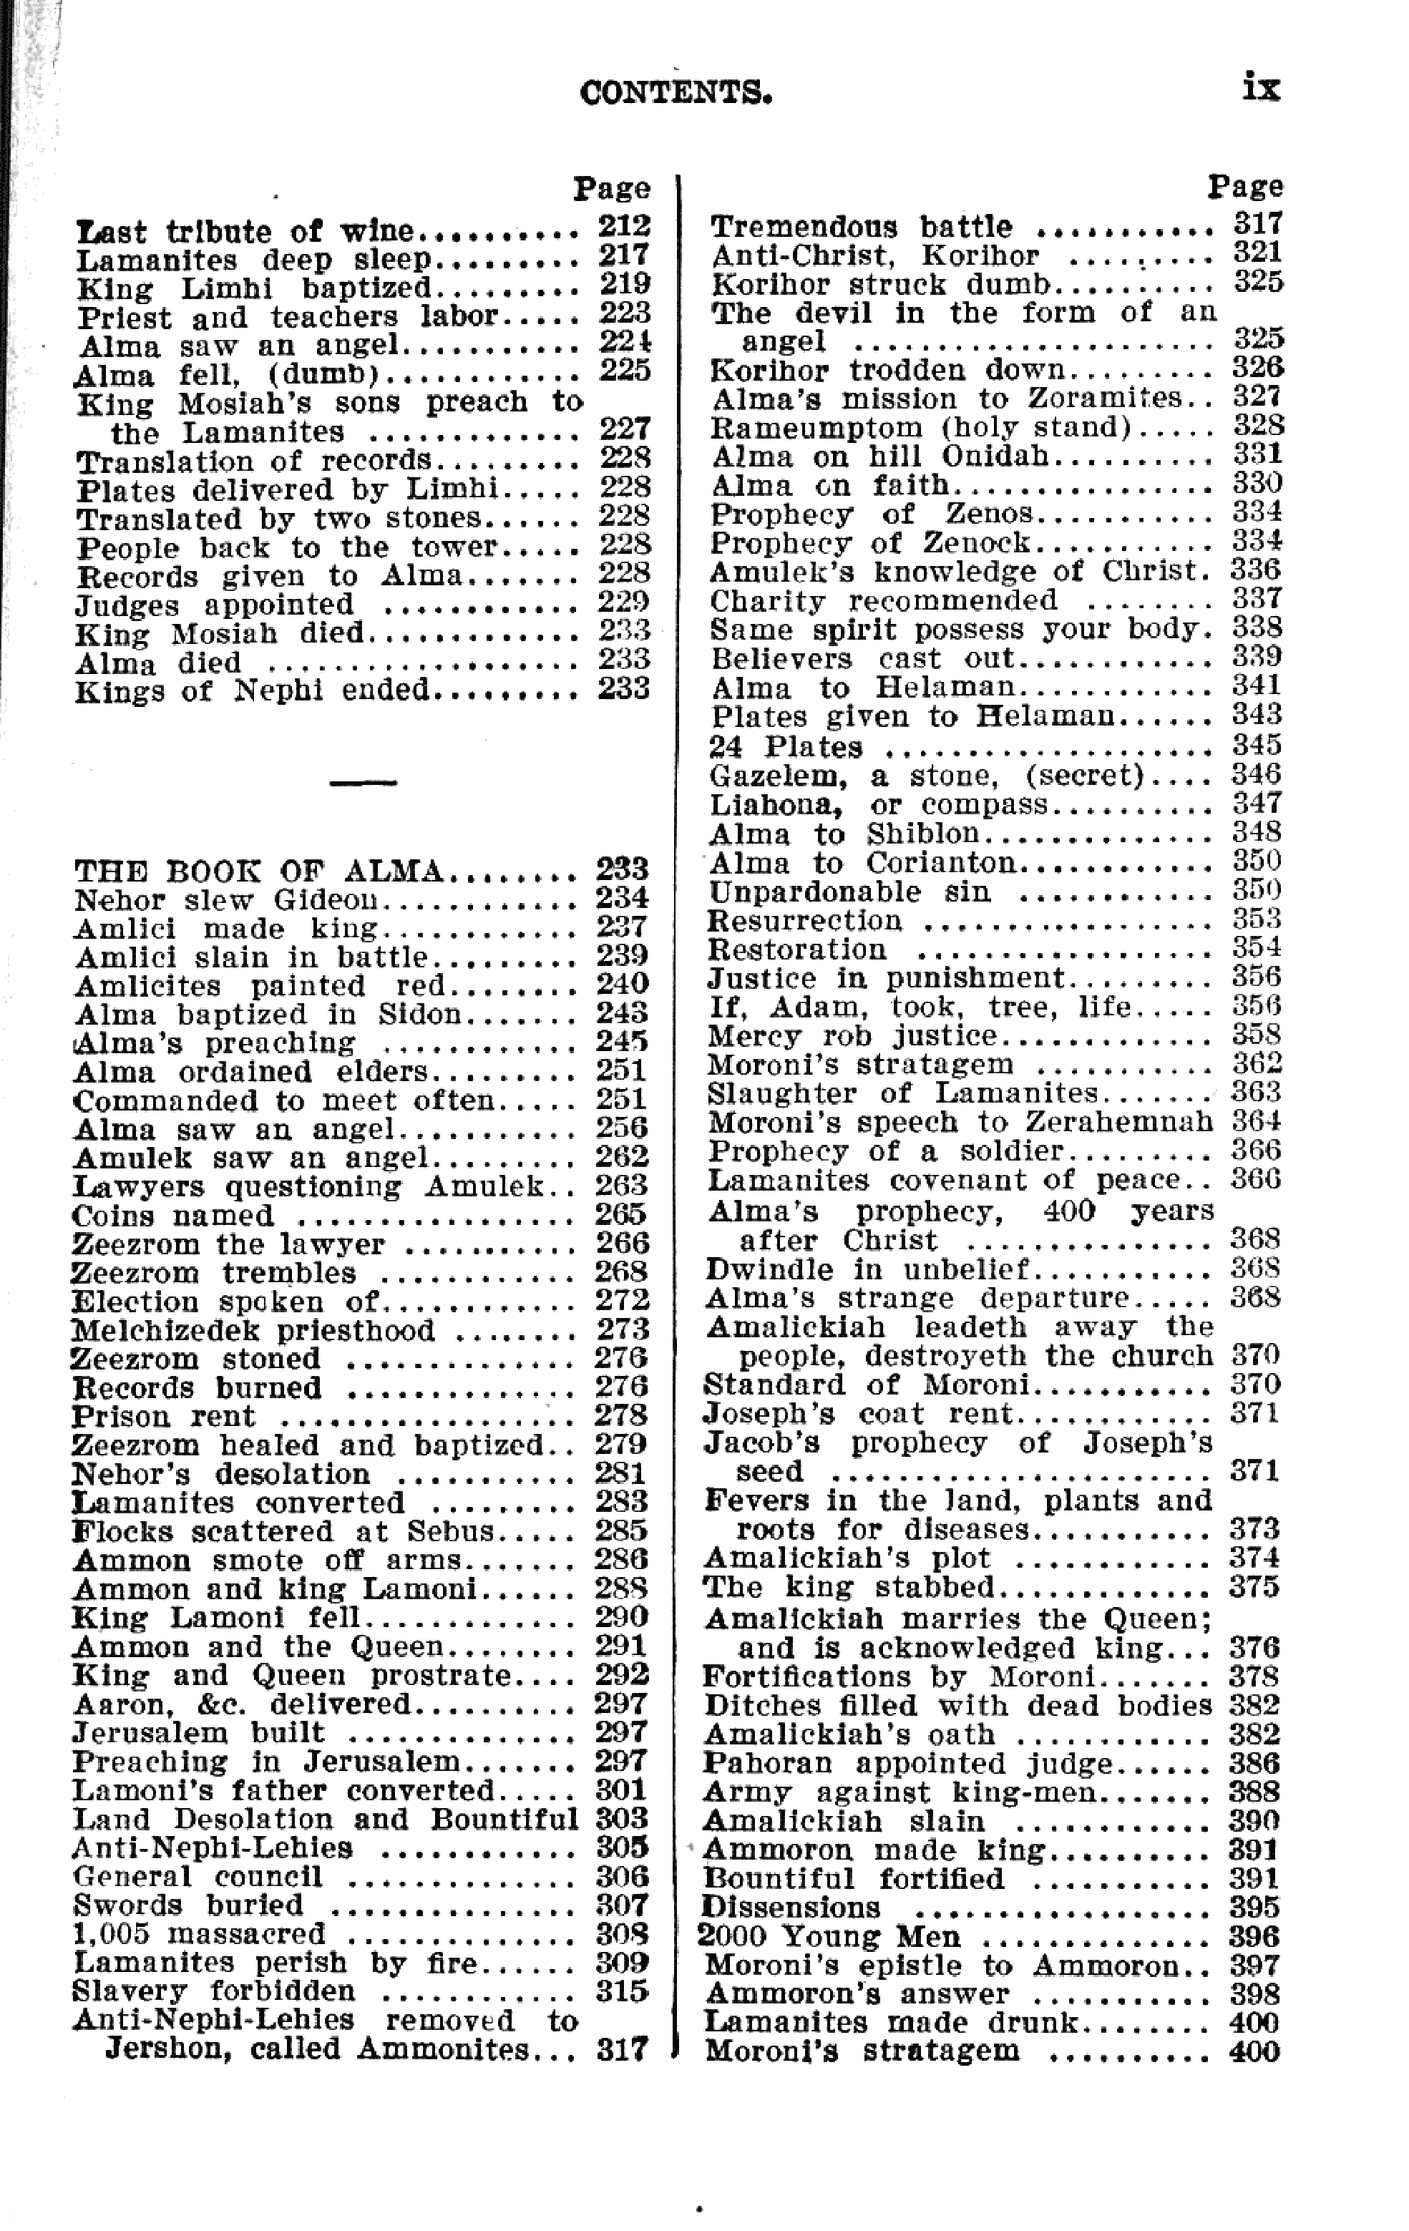 CONTENTS. ix
Page
Last tribute of wine.......... 212
Lamanites deep sleep......... 217
King Limhi baptized......... 219
Priest and teachers labor..... 223
Alma saw an angel........... 224
Alma fell, (dumb)............ 225
King Mosiah's sons preach to
the Lamanites ............. 227
Translation of records......... 228
Plates delivered by Limhi..... 228
Translated by two stones...... 228
People back to the tower..... 228
Records given to Alma....... 228
Judges appointed ............ 229
King Mosiah died............. 233
Alma died ................... 233
Kings of Nephi ended......... 233
THE BOOK OF ALMA........ 233
Nehor slew Gideon............ 234
Amlici made king............ 237
Amlici slain in battle......... 239
Amlicites painted red........ 240
Alma baptized in Sidon....... 243
Alma's preaching ............ 245
Alma ordained elders......... 251
Commanded to meet often..... 251
Alma saw an angel........... 256
Amulek saw an angel......... 262
Lawyers questioning Amulek.. 263
Coins named ................. 265
Zeezrom the lawyer ........... 266
Zeezrom trembles ............ 268
Election spoken of............ 272
Melchizedek priesthood ........ 273
Zeezrom stoned .............. 276
Records burned .............. 276
Prison rent .................. 278
Zeezrom healed and baptized.. 279
Nehor's desolation ........... 281
Lamanites converted ......... 283
Flocks scattered at Sebus..... 285
Ammon smote off arms....... 286
Ammon and king Lamoni...... 288
King Lamoni fell............. 290
Ammon and the Queen........ 291
King and Queen prostrate.... 292
Aaron, &c. delivered.......... 297
Jerusalem built .............. 297
Preaching in Jerusalem....... 297
Lamoni's father converted..... 301
Land Desolation and Bountiful 303
Anti-Nephi-Lehies ............ 305
General council .............. 306
Swords buried ............... 307
1,005 massacred .............. 308
Lamanites perish by fire...... 309
Slavery forbidden ............ 315
Anti-Nephi-Lehies removed to
Jershon, called Ammonites... 317
Page
Tremendous battle ........... 317
Anti-Christ, Korihor ......... 321
Korihor struck dumb.......... 325
The devil in the form of an
angel ...................... 325
Korihor trodden down......... 326
Alma's mission to Zoramites.. 327
Rameumptom (holy stand)..... 328
Alma on hill Onidah.......... 331
Alma on faith................ 330
Prophecy of Zenos........... 334
Prophecy of Zenock........... 334
Amulek's knowledge of Christ. 336
Charity recommended ........ 337
Same spirit possess your body. 338
Believers cast out............ 339
Alma to Helaman............ 341
Plates given to Helaman...... 343
24 Plates .................... 345
Gazelem, a stone, (secret).... 346
Liahona, or compass.......... 347
Alma to Shiblon.............. 348
Alma to Corianton............ 350
Unpardonable sin ............ 350
Resurrection .................. 353
Restoration .................. 354
Justice in punishment......... 356
If, Adam, took, tree, life..... 356
Mercy rob justice............. 358
Moroni's stratagem ........... 362
Slaughter of Lamanites....... 363
Moroni's speech to Zerahemnah 364
Prophecy of a soldier......... 366
Lamanites covenant of peace.. 366
Alma's prophecy, 400 years
after Christ ............... 368
Dwindle in unbelief........... 368
Alma's strange departure..... 368
Amalickiah leadeth away the
people, destroyeth the church 370
Standard of Moroni........... 370
Joseph's coat rent............ 371
Jacob's prophecy of Joseph's
seed ....................... 371
Fevers in the land, plants and
roots for diseases........... 373
Amalickiah's plot ............ 374
The king stabbed............. 375
Amalickiah marries the Queen;
and is acknowledged king... 376
Fortifications by Moroni....... 378
Ditches filled with dead bodies 382
Amalickiah's oath ............ 382
Pahoran appointed judge...... 386
Army against king-men....... 388
Amalickiah slain ............ 390
Ammoron made king.......... 391
Bountiful fortified ........... 391
Dissensions .................. 395
2000 Young Men .............. 396
Moroni's epistle to Ammoron.. 397
Ammoron's answer ........... 398
Lamanites made drunk........ 400
Moroni's stratagem .......... 400